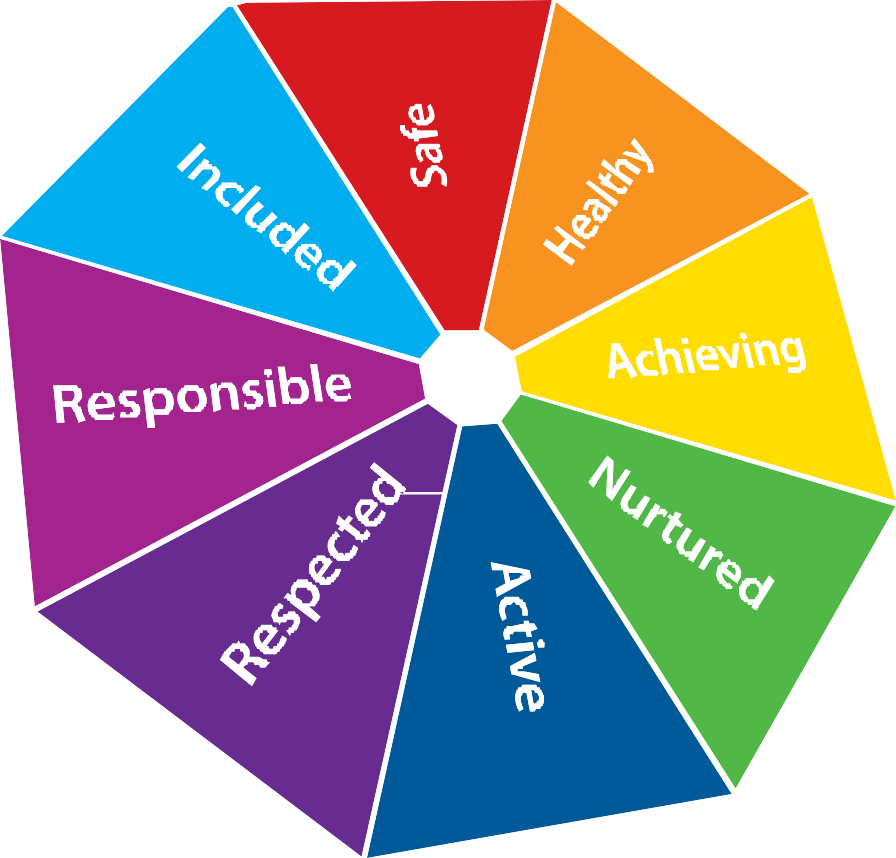 Safe
Healthy
Achieving
Nurtured
Active
Respected
Responsible
Included